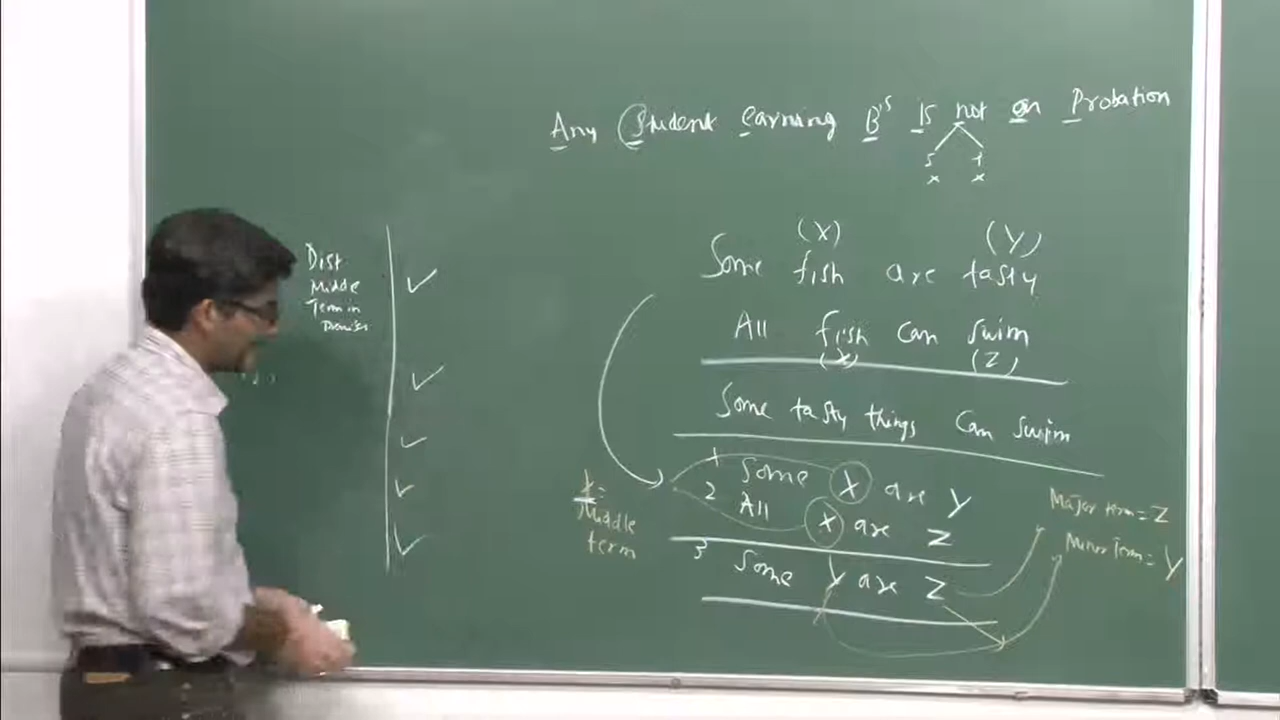 Any Student earning B's Is not on Probation
S t
x x
Dist
Middle
Term in
Premises
(X) (Y)
Some fish are tasty
All fish can swim
(X) (Z)
Some tasty things Can swim
1 Some X are Y
2 All X are Z
3 Some Y are Z
X =
Middle
term
Major term = Z
Minor Term = Y